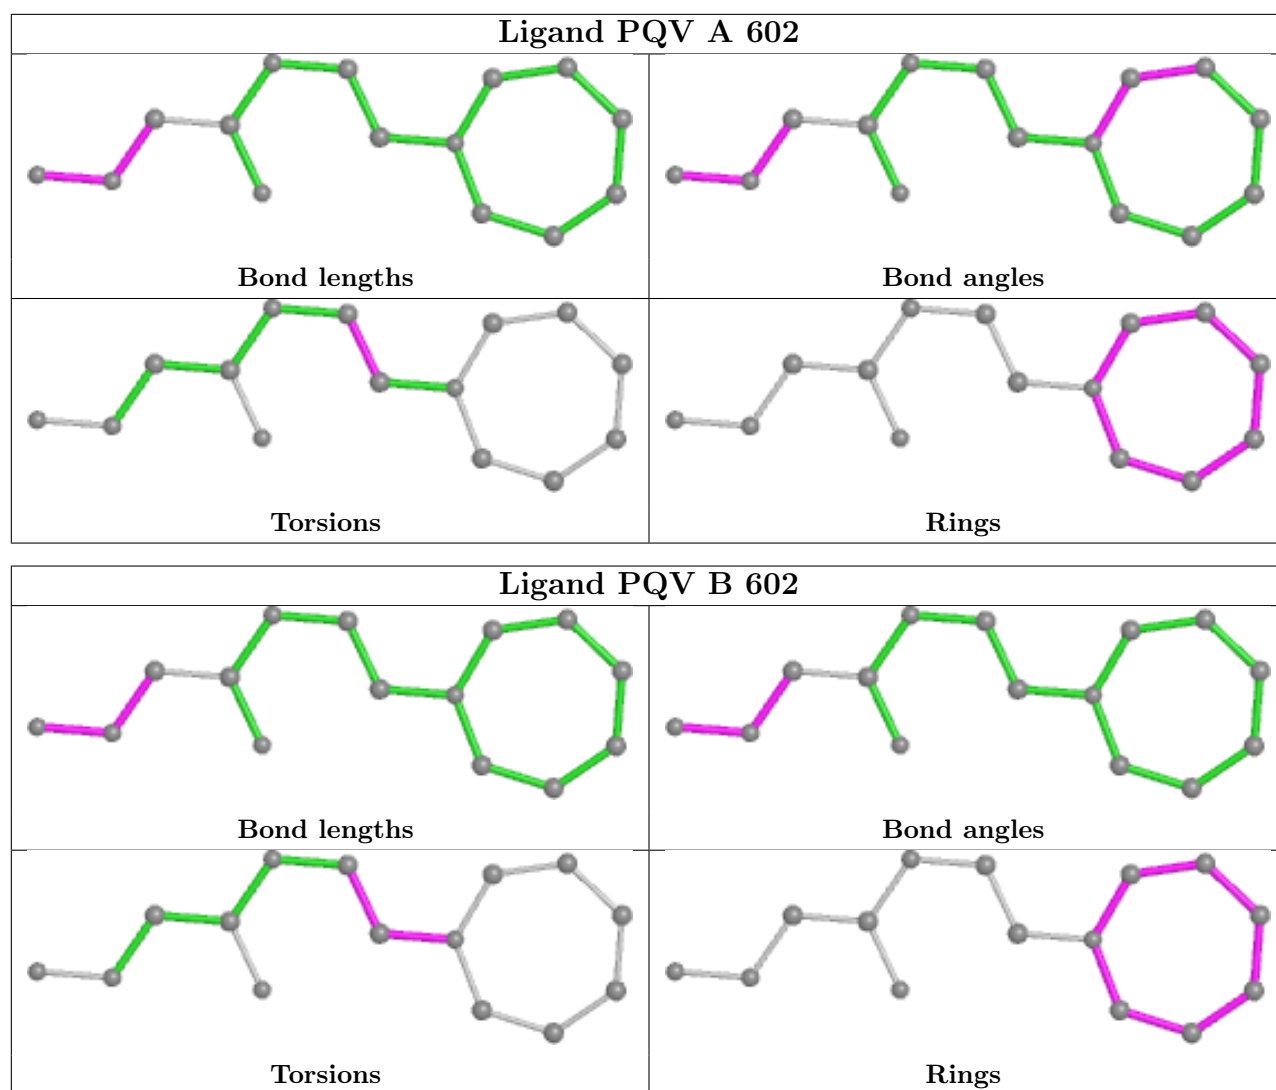 Ligand PQV A 602
Bond lengths
Bond angles
Torsions
Rings
Ligand PQV B 602
Bond lengths
Bond angles
Torsions
Rings